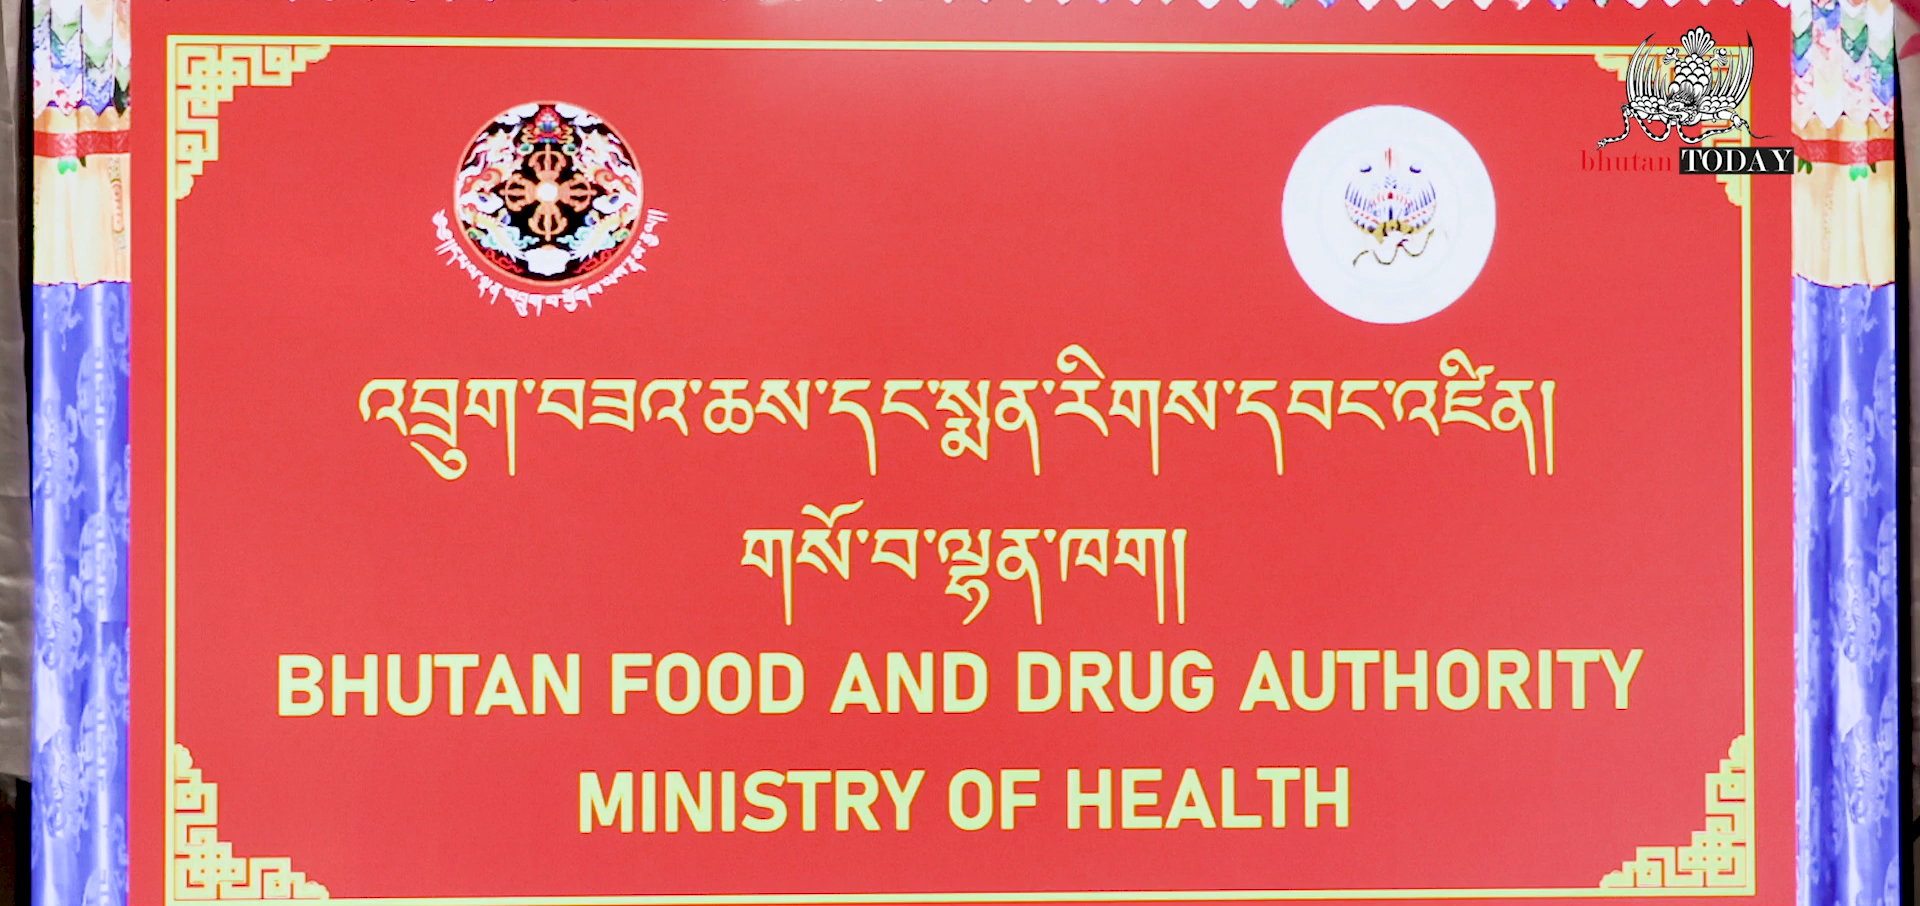 bhutan TODAY
འབྲུག་བཟའ་ཆས་དང་སྨན་རིགས་དབང་འཛིན།
གསོ་བ་ལྷན་ཁག།
BHUTAN FOOD AND DRUG AUTHORITY
MINISTRY OF HEALTH